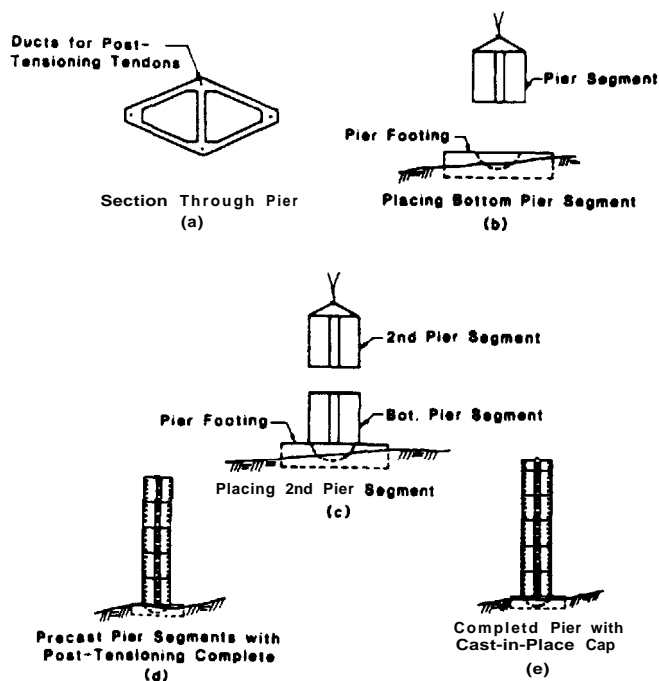 Ducts for Post-
Tensioning Tendons
Section Through Pier
(a)
Pier Segment
Pier Footing
Placing Bottom Pier Segment
(b)
2nd Pier Segment
Pier Footing
Bot. Pier Segment
Placing 2nd Pier Segment
(c)
Precast Pier Segments with
Post-Tensioning Complete
(d)
Completd Pier with
Cast-in-Place Cap
(e)